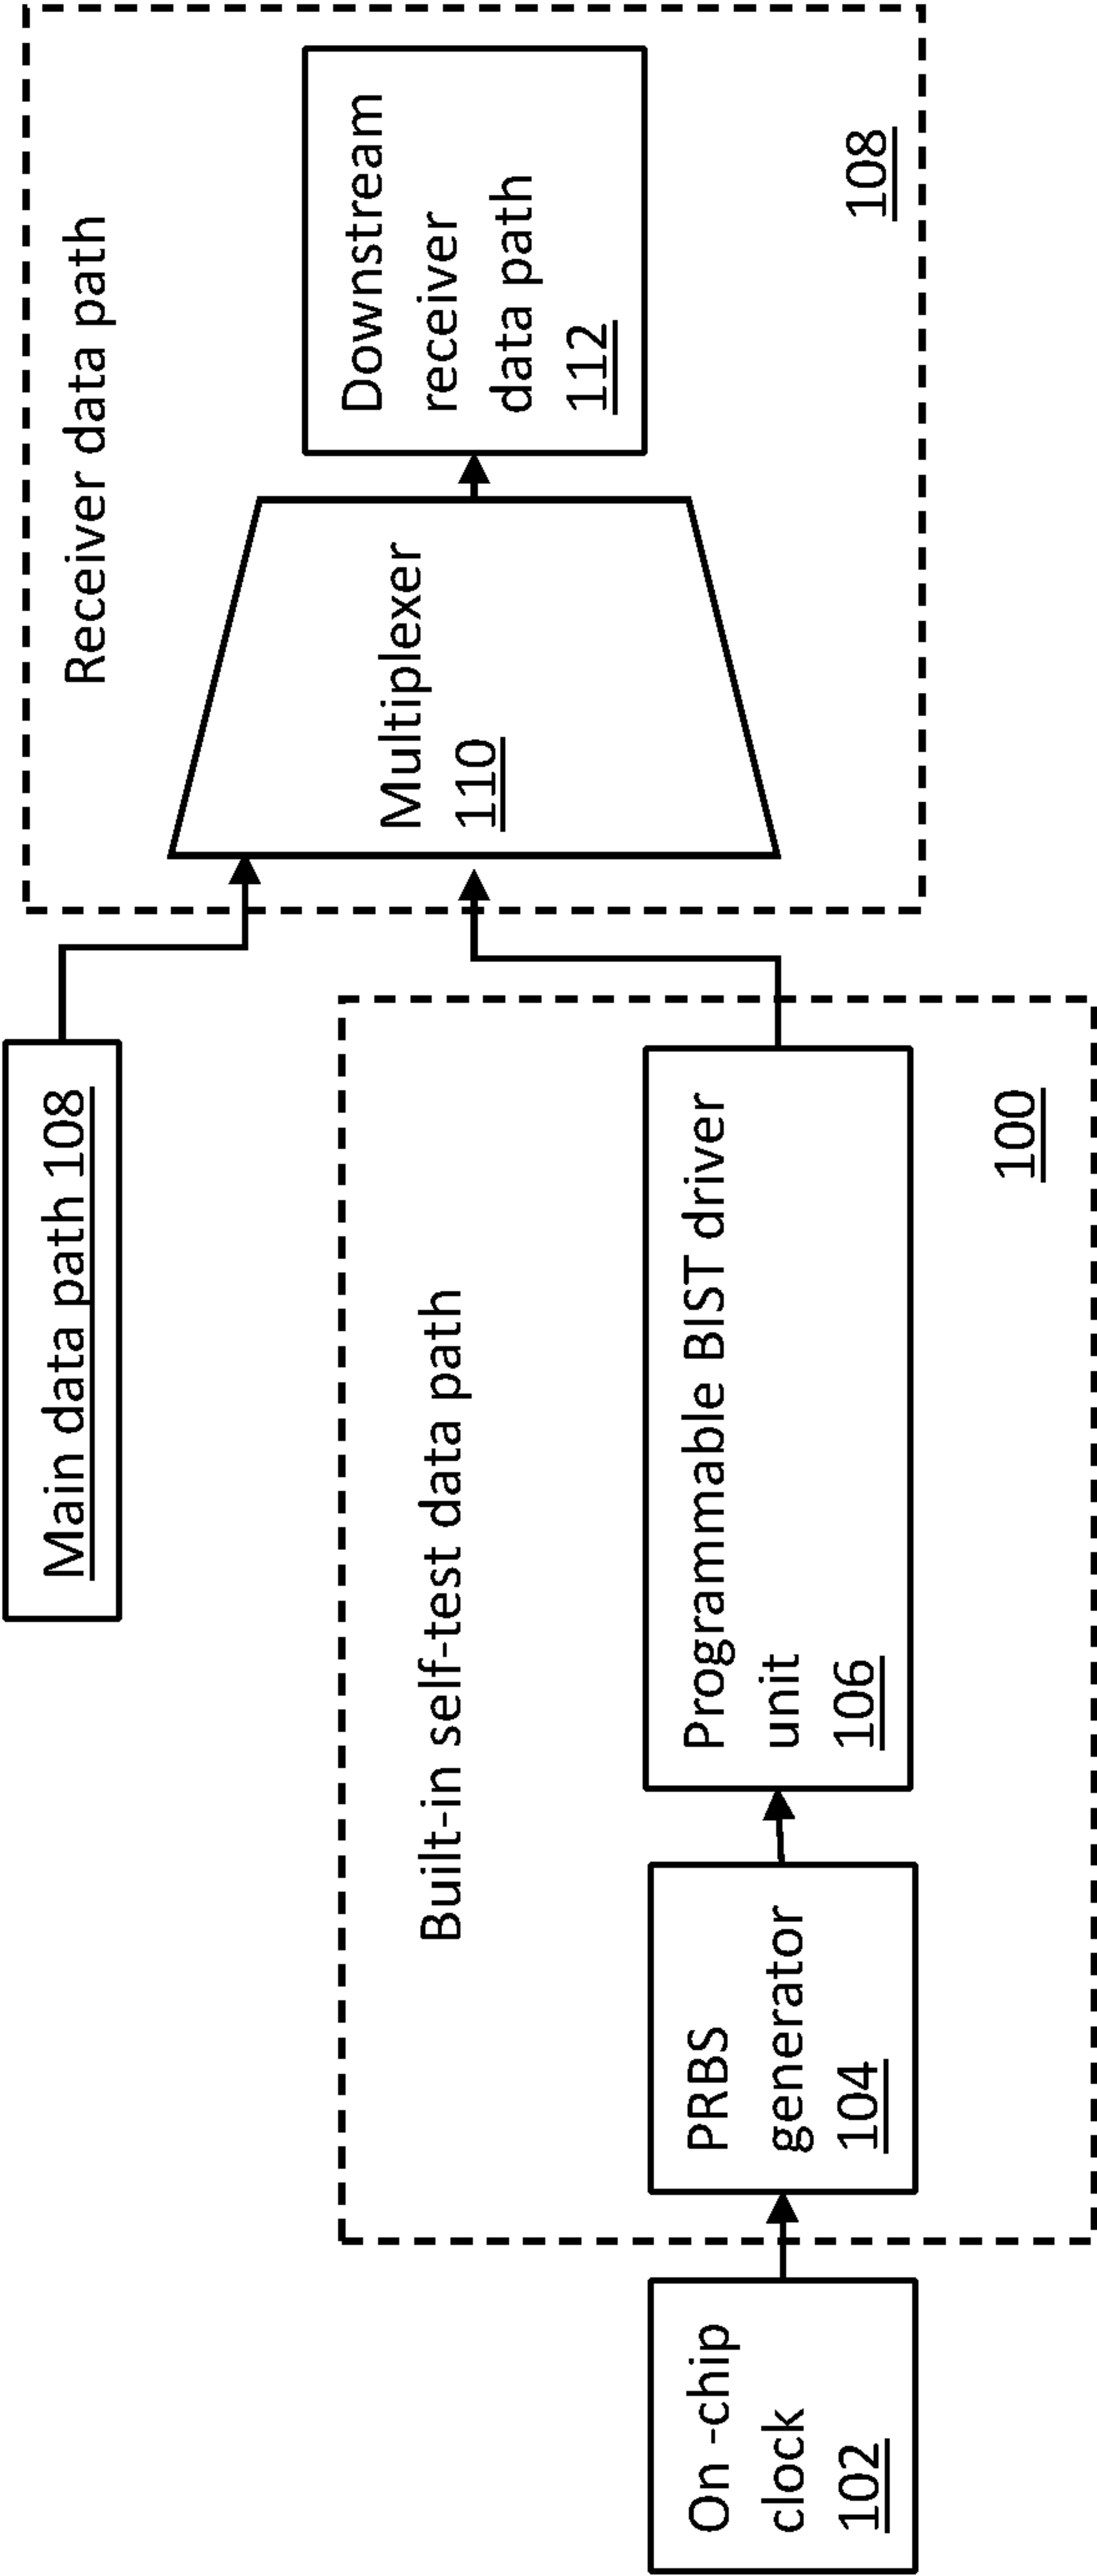 Main data path 108
Receiver data path
Multiplexer
110
Downstream
receiver
data path
112
108
Built-in self-test data path
On -chip
clock
102
PRBS
generator
104
Programmable BIST driver
unit
106
100